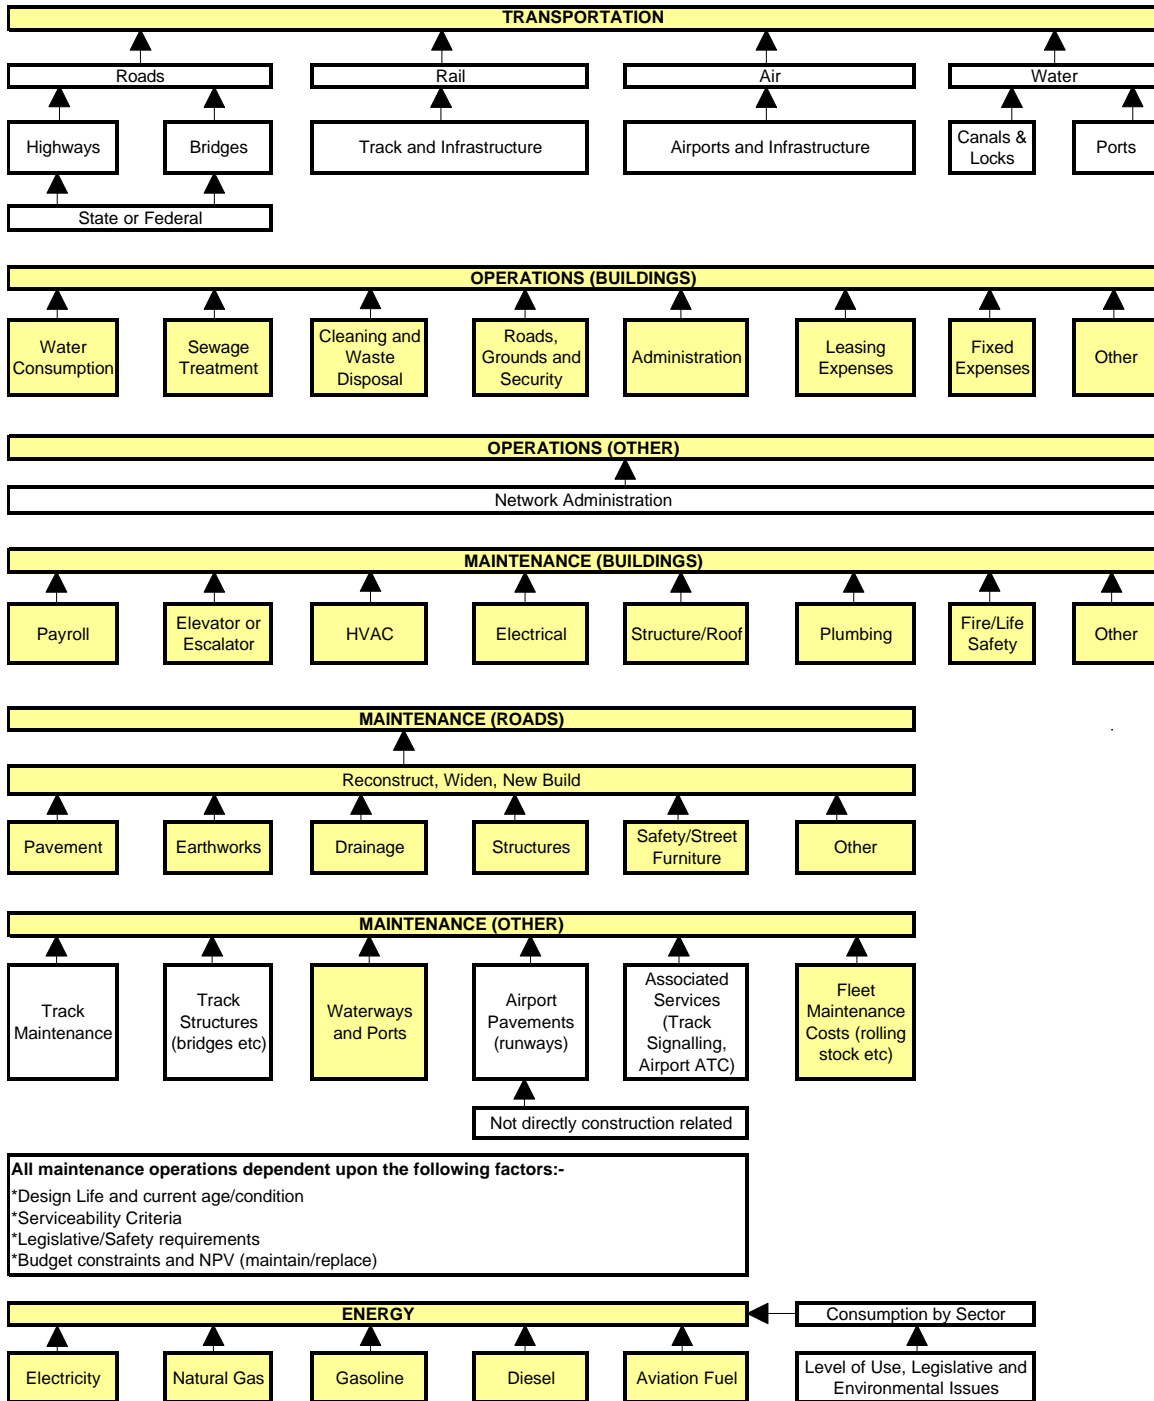 TRANSPORTATION
Roads
Rail
Air
Water
Highways
Bridges
Track and Infrastructure
Airports and Infrastructure
Canals &
Locks
Ports
State or Federal
OPERATIONS (BUILDINGS)
Water
Consumption
Sewage
Treatment
Cleaning and
Waste
Disposal
Roads,
Grounds and
Security
Administration
Leasing
Expenses
Fixed
Expenses
Other
OPERATIONS (OTHER)
Network Administration
MAINTENANCE (BUILDINGS)
Payroll
Elevator or
Escalator
HVAC
Electrical
Structure/Roof
Plumbing
Fire/Life
Safety
Other
MAINTENANCE (ROADS)
Reconstruct, Widen, New Build
Pavement
Earthworks
Drainage
Structures
Safety/Street
Furniture
Other
MAINTENANCE (OTHER)
Track
Maintenance
Track
Structures
(bridges etc)
Waterways
and Ports
Airport
Pavements
(runways)
Associated
Services
(Track
Signalling,
Airport ATC)
Fleet
Maintenance
Costs (rolling
stock etc)
Not directly construction related
All maintenance operations dependent upon the following factors:-
*Design Life and current age/condition
*Serviceability Criteria
*Legislative/Safety requirements
*Budget constraints and NPV (maintain/replace)
ENERGY
Consumption by Sector
Electricity
Natural Gas
Gasoline
Diesel
Aviation Fuel
Level of Use, Legislative and
Environmental Issues